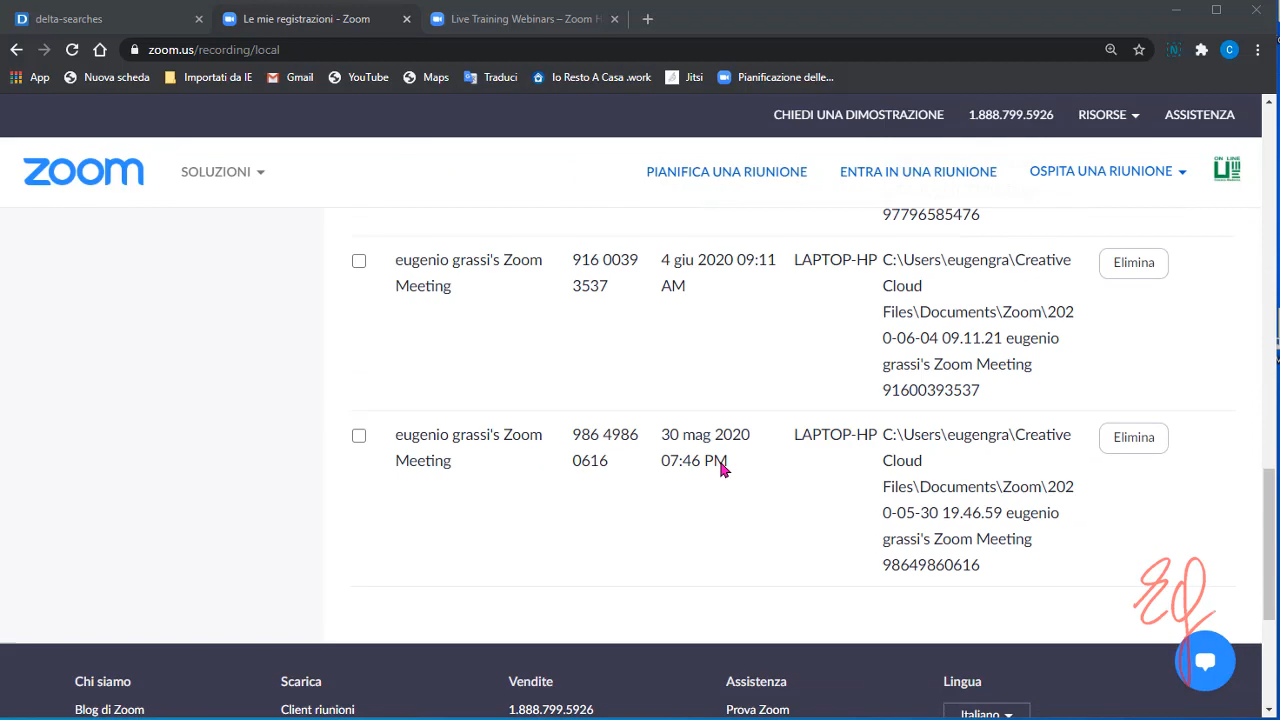 delta-searches
Le mie registrazioni - Zoom
Live Training Webinars – Zoom H
zoom.us/recording/local
App
Nuova scheda
Importati da IE
Gmail
YouTube
Maps
Traduci
Io Resto A Casa .work
Jitsi
Pianificazione delle...
CHIEDI UNA DIMOSTRAZIONE
1.888.799.5926
RISORSE
ASSISTENZA
zoom
SOLUZIONI
PIANIFICA UNA RIUNIONE
ENTRA IN UNA RIUNIONE
OSPITA UNA RIUNIONE
ON LINE
97796585476
eugenio grassi's Zoom
Meeting
916 0039
3537
4 giu 2020 09:11
AM
LAPTOP-HP
C:\Users\eugengra\Creative
Cloud
Files\Documents\Zoom\202
0-06-04 09.11.21 eugenio
grassi's Zoom Meeting
91600393537
Elimina
eugenio grassi's Zoom
Meeting
986 4986
0616
30 mag 2020
07:46 PM
LAPTOP-HP
C:\Users\eugengra\Creative
Cloud
Files\Documents\Zoom\202
0-05-30 19.46.59 eugenio
grassi's Zoom Meeting
98649860616
Elimina
Chi siamo
Scarica
Vendite
Assistenza
Lingua
Blog di Zoom
Client riunioni
1.888.799.5926
Prova Zoom
Italiano